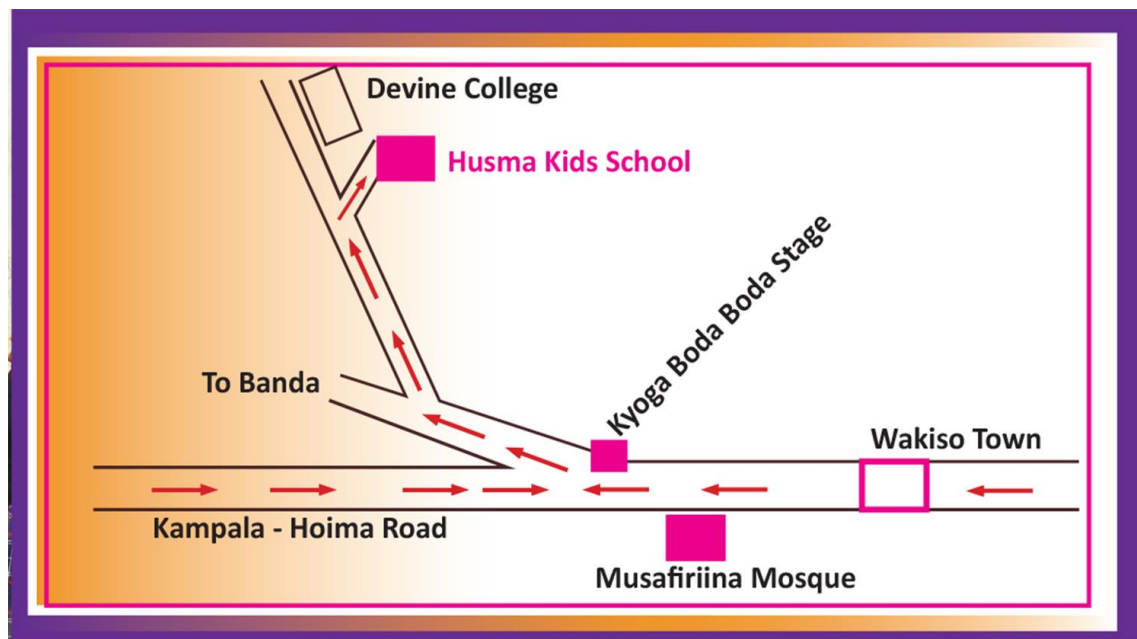 Devine College
Husma Kids School
Kyoga Boda Boda Stage
To Banda
Wakiso Town
Kampala - Hoima Road
Musafiriina Mosque